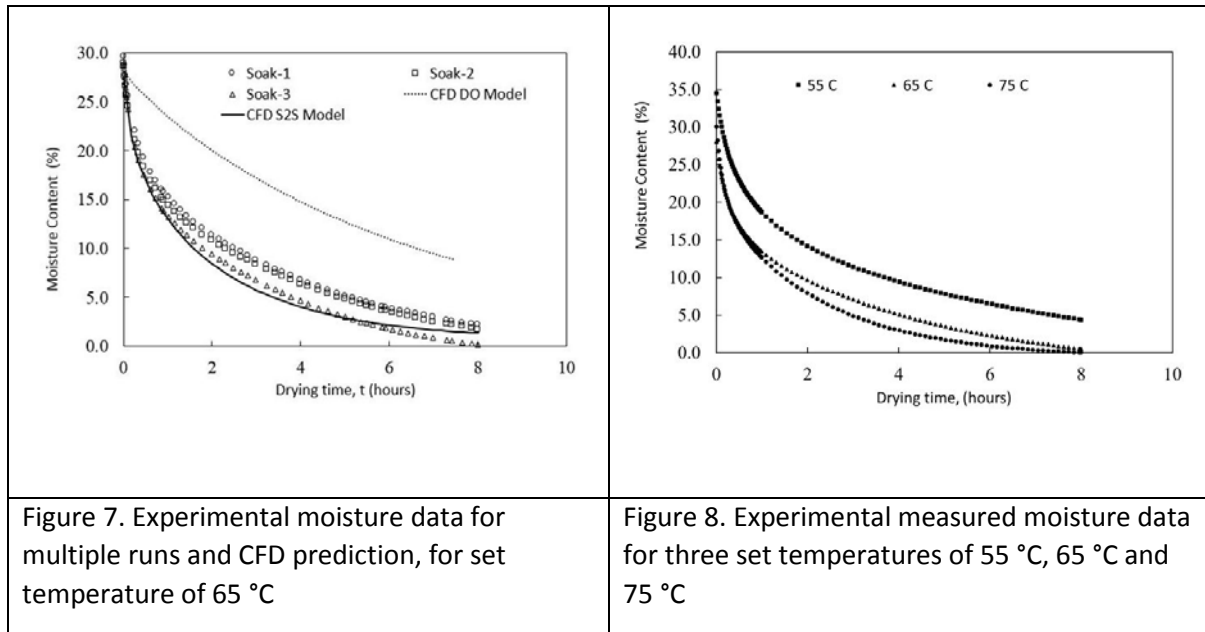 30.0
25.0
20.0
15.0
10.0
5.0
0.0
Moisture Content (%)
Soak-1
Soak-2
Soak-3
CFD DO Model
CFD S2S Model
0 2 4 6 8 10
Drying time, t (hours)
40.0
35.0
30.0
25.0
20.0
15.0
10.0
5.0
0.0
Moisture Content (%)
55 C 65 C 75 C
0 2 4 6 8 10
Drying time, (hours)
Figure 7. Experimental moisture data for
multiple runs and CFD prediction, for set
temperature of 65 °C
Figure 8. Experimental measured moisture data
for three set temperatures of 55 °C, 65 °C and
75 °C